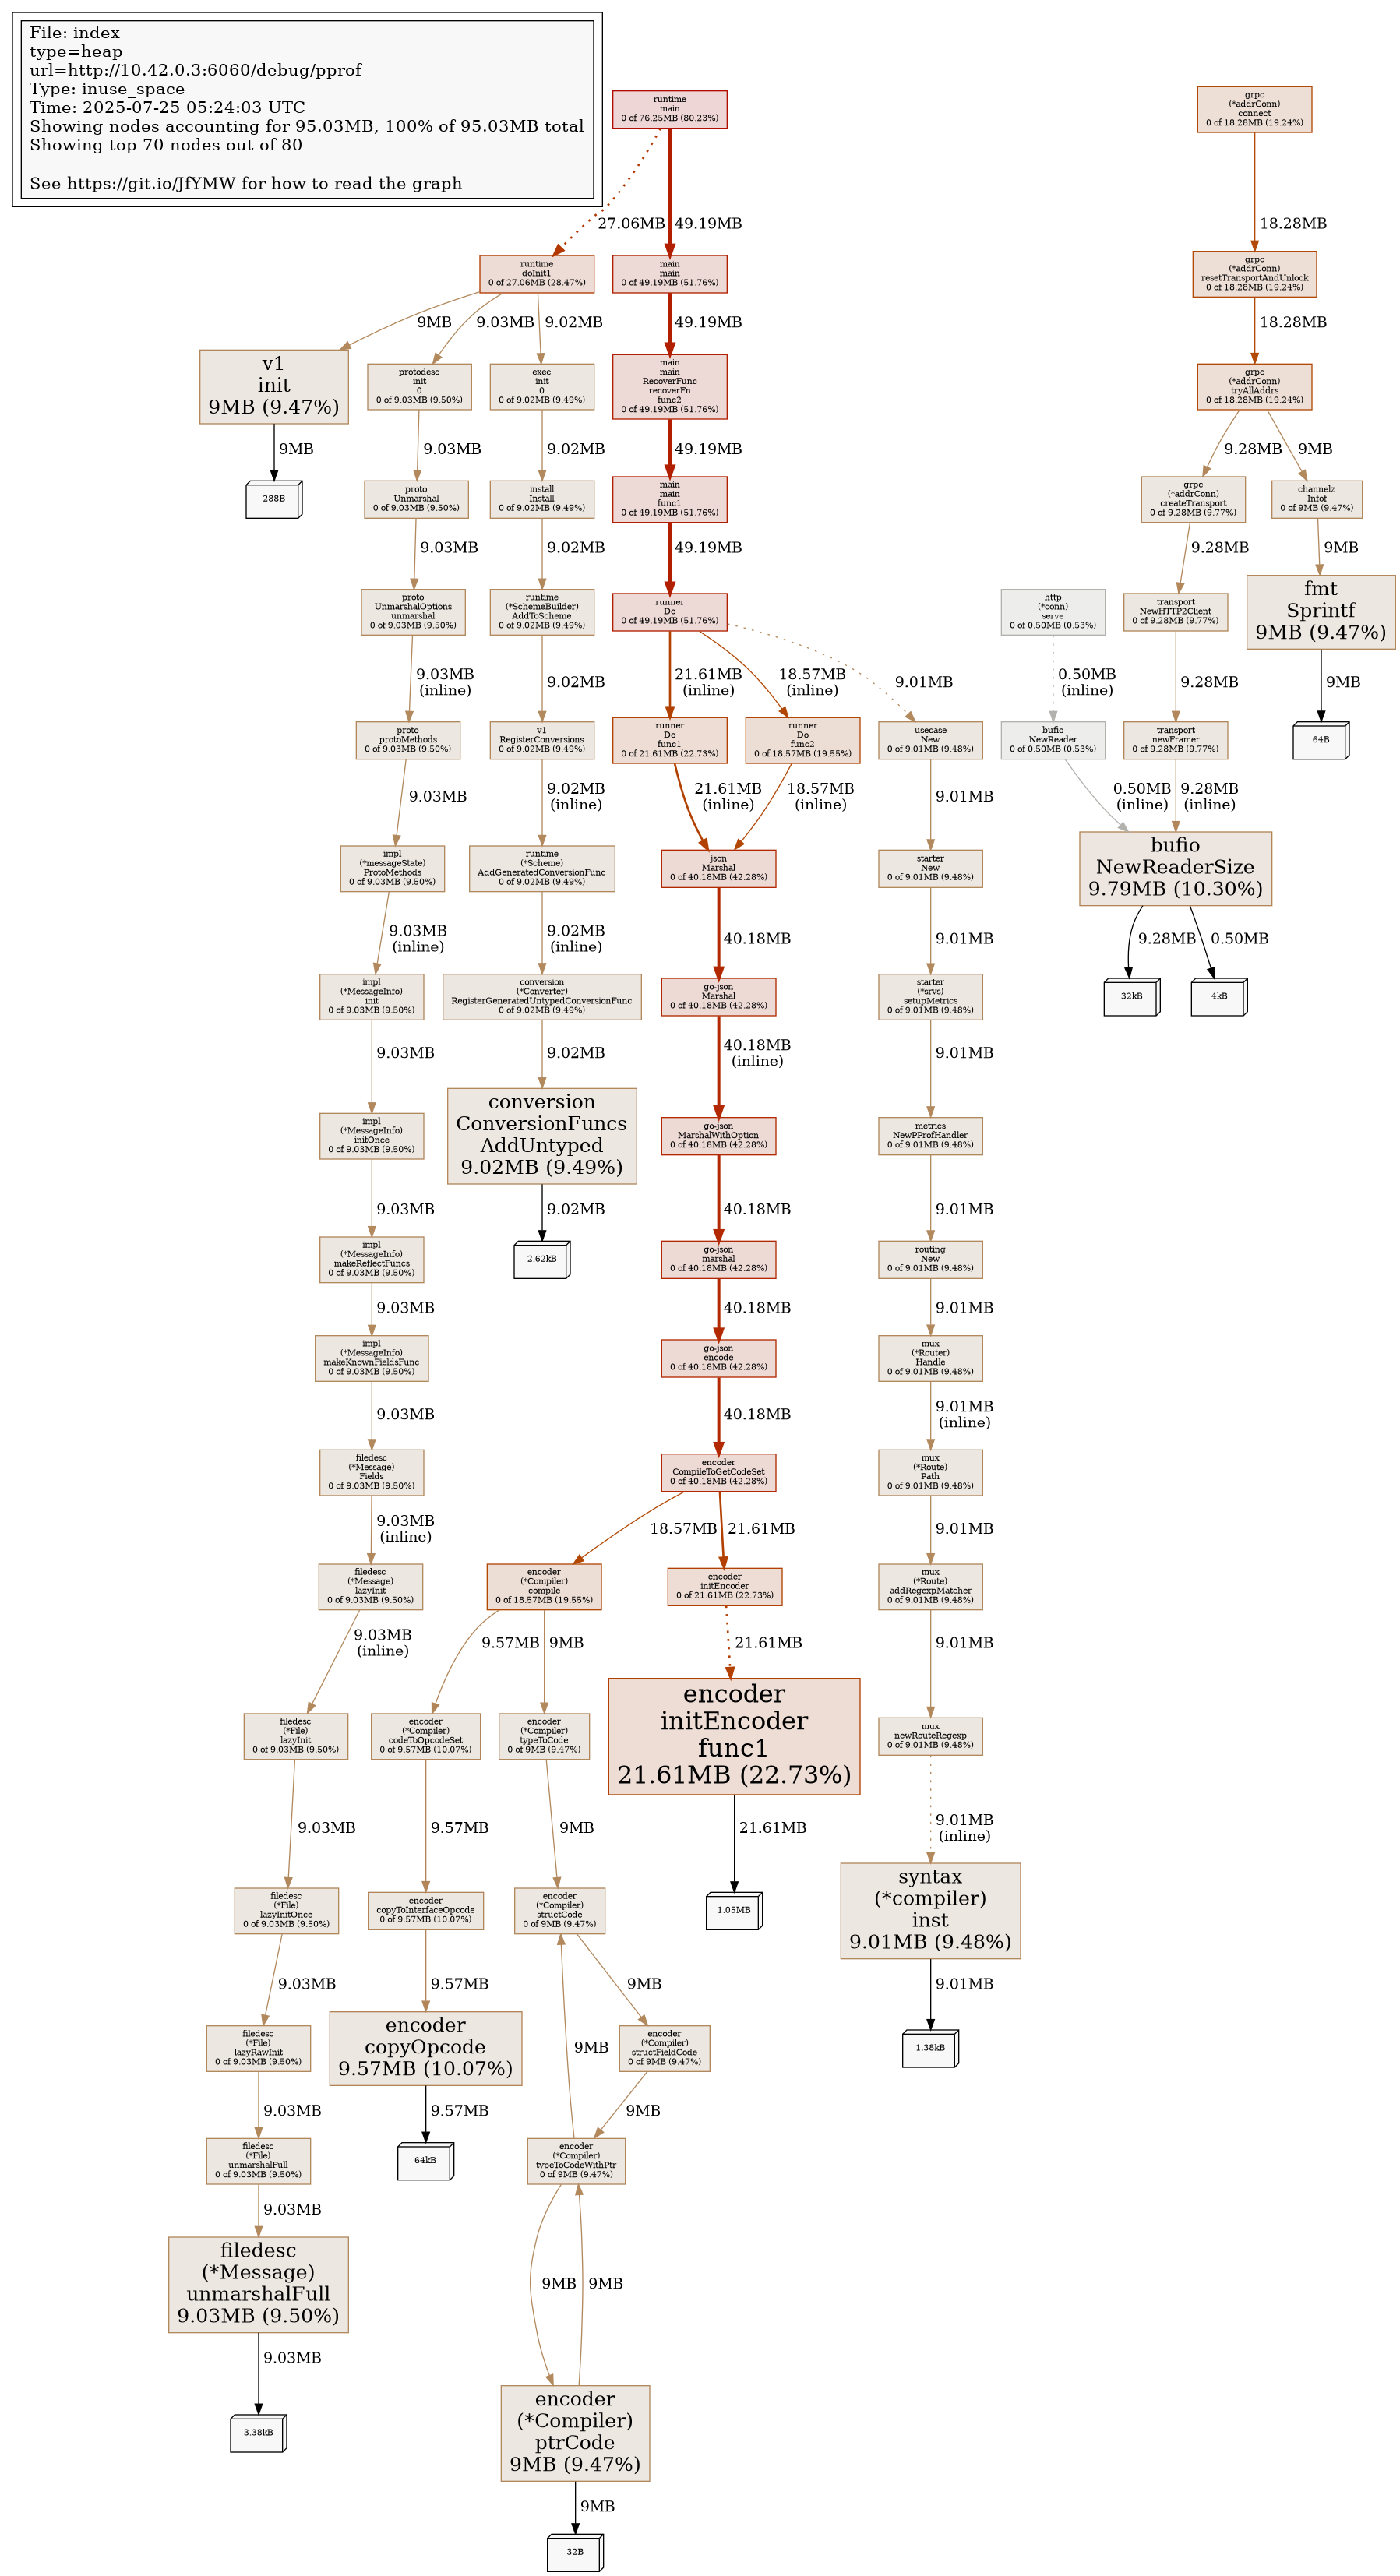 File: index
type=heap
url=http://10.42.0.3:6060/debug/pprof
Type: inuse_space
Time: 2025-07-25 05:24:03 UTC
Showing nodes accounting for 95.03MB, 100% of 95.03MB total
Showing top 70 nodes out of 80
See https://git.io/JfYMW for how to read the graph
runtime
main
0 of 76.25MB (80.23%)
grpc
(*addrConn)
connect
0 of 18.28MB (19.24%)
27.06MB
49.19MB
18.28MB
runtime
doInit1
0 of 27.06MB (28.47%)
main
main
0 of 49.19MB (51.76%)
grpc
(*addrConn)
resetTransportAndUnlock
0 of 18.28MB (19.24%)
9MB
9.03MB
9.02MB
49.19MB
18.28MB
v1
init
9MB (9.47%)
protodesc
init
0
0 of 9.03MB (9.50%)
exec
init
0
0 of 9.02MB (9.49%)
main
main
RecoverFunc
recoverFn
func2
0 of 49.19MB (51.76%)
grpc
(*addrConn)
tryAllAddrs
0 of 18.28MB (19.24%)
9MB
9.03MB
9.02MB
49.19MB
9.28MB
9MB
288B
proto
Unmarshal
0 of 9.03MB (9.50%)
install
Install
0 of 9.02MB (9.49%)
main
main
func1
0 of 49.19MB (51.76%)
grpc
(*addrConn)
createTransport
0 of 9.28MB (9.77%)
channelz
Infof
0 of 9MB (9.47%)
9.03MB
9.02MB
49.19MB
9.28MB
9MB
proto
UnmarshalOptions
unmarshal
0 of 9.03MB (9.50%)
runtime
(*SchemeBuilder)
AddToScheme
0 of 9.02MB (9.49%)
runner
Do
0 of 49.19MB (51.76%)
http
(*conn)
serve
0 of 0.50MB (0.53%)
transport
NewHTTP2Client
0 of 9.28MB (9.77%)
fmt
Sprintf
9MB (9.47%)
9.03MB
(inline)
9.02MB
21.61MB
(inline)
18.57MB
(inline)
9.01MB
0.50MB
(inline)
9.28MB
9MB
proto
protoMethods
0 of 9.03MB (9.50%)
v1
RegisterConversions
0 of 9.02MB (9.49%)
runner
Do
func1
0 of 21.61MB (22.73%)
runner
Do
func2
0 of 18.57MB (19.55%)
usecase
New
0 of 9.01MB (9.48%)
bufio
NewReader
0 of 0.50MB (0.53%)
transport
newFramer
0 of 9.28MB (9.77%)
64B
9.03MB
9.02MB
(inline)
21.61MB
(inline)
18.57MB
(inline)
9.01MB
0.50MB
(inline)
9.28MB
(inline)
impl
(*messageState)
ProtoMethods
0 of 9.03MB (9.50%)
runtime
(*Scheme)
AddGeneratedConversionFunc
0 of 9.02MB (9.49%)
json
Marshal
0 of 40.18MB (42.28%)
starter
New
0 of 9.01MB (9.48%)
bufio
NewReaderSize
9.79MB (10.30%)
9.03MB
(inline)
9.02MB
(inline)
40.18MB
9.01MB
9.28MB
0.50MB
impl
(*MessageInfo)
init
0 of 9.03MB (9.50%)
conversion
(*Converter)
RegisterGeneratedUntypedConversionFunc
0 of 9.02MB (9.49%)
go-json
Marshal
0 of 40.18MB (42.28%)
starter
(*srvs)
setupMetrics
0 of 9.01MB (9.48%)
32kB
4kB
9.03MB
9.02MB
40.18MB
(inline)
9.01MB
impl
(*MessageInfo)
initOnce
0 of 9.03MB (9.50%)
conversion
ConversionFuncs
AddUntyped
9.02MB (9.49%)
go-json
MarshalWithOption
0 of 40.18MB (42.28%)
metrics
NewPProfHandler
0 of 9.01MB (9.48%)
9.03MB
9.02MB
40.18MB
9.01MB
impl
(*MessageInfo)
makeReflectFuncs
0 of 9.03MB (9.50%)
2.62kB
go-json
marshal
0 of 40.18MB (42.28%)
routing
New
0 of 9.01MB (9.48%)
9.03MB
40.18MB
9.01MB
impl
(*MessageInfo)
makeKnownFieldsFunc
0 of 9.03MB (9.50%)
go-json
encode
0 of 40.18MB (42.28%)
mux
(*Router)
Handle
0 of 9.01MB (9.48%)
9.03MB
40.18MB
9.01MB
(inline)
filedesc
(*Message)
Fields
0 of 9.03MB (9.50%)
encoder
CompileToGetCodeSet
0 of 40.18MB (42.28%)
mux
(*Route)
Path
0 of 9.01MB (9.48%)
9.03MB
(inline)
18.57MB
21.61MB
9.01MB
filedesc
(*Message)
lazyInit
0 of 9.03MB (9.50%)
encoder
(*Compiler)
compile
0 of 18.57MB (19.55%)
encoder
initEncoder
0 of 21.61MB (22.73%)
mux
(*Route)
addRegexpMatcher
0 of 9.01MB (9.48%)
9.03MB
(inline)
9.57MB
9MB
21.61MB
9.01MB
filedesc
(*File)
lazyInit
0 of 9.03MB (9.50%)
encoder
(*Compiler)
codeToOpcodeSet
0 of 9.57MB (10.07%)
encoder
(*Compiler)
typeToCode
0 of 9MB (9.47%)
encoder
initEncoder
func1
21.61MB (22.73%)
mux
newRouteRegexp
0 of 9.01MB (9.48%)
9.03MB
9.57MB
9MB
21.61MB
9.01MB
(inline)
filedesc
(*File)
lazyInitOnce
0 of 9.03MB (9.50%)
encoder
copyToInterfaceOpcode
0 of 9.57MB (10.07%)
encoder
(*Compiler)
structCode
0 of 9MB (9.47%)
1.05MB
syntax
(*compiler)
inst
9.01MB (9.48%)
9.03MB
9.57MB
9MB
9.01MB
filedesc
(*File)
lazyRawInit
0 of 9.03MB (9.50%)
encoder
copyOpcode
9.57MB (10.07%)
9MB
encoder
(*Compiler)
structFieldCode
0 of 9MB (9.47%)
1.38kB
9.03MB
9.57MB
9MB
filedesc
(*File)
unmarshalFull
0 of 9.03MB (9.50%)
64kB
encoder
(*Compiler)
typeToCodeWithPtr
0 of 9MB (9.47%)
9.03MB
filedesc
(*Message)
unmarshalFull
9.03MB (9.50%)
9MB
9MB
9.03MB
3.38kB
encoder
(*Compiler)
ptrCode
9MB (9.47%)
9MB
32B